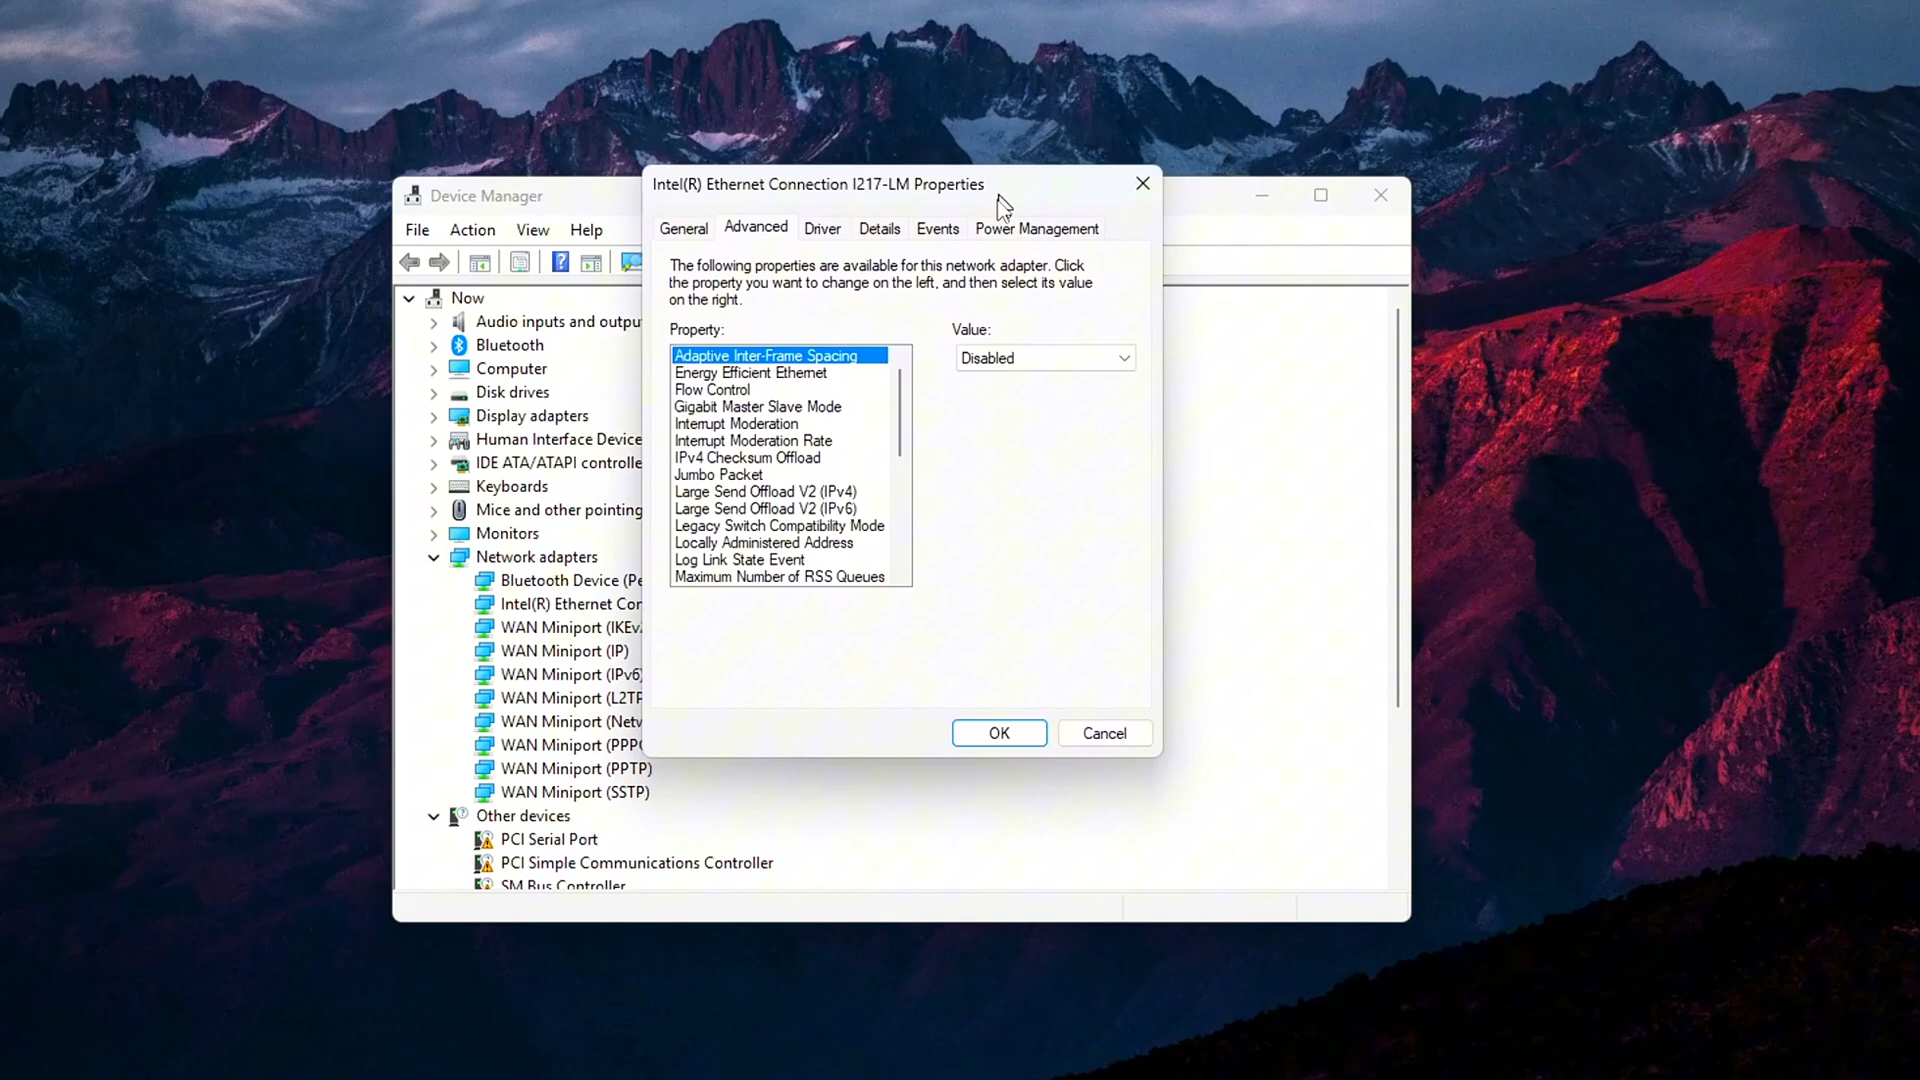 Device Manager
File Action View Help
Now
Audio inputs and outpu
Bluetooth
Computer
Disk drives
Display adapters
Human Interface Device
IDE ATA/ATAPI controlle
Keyboards
Mice and other pointing
Monitors
Network adapters
Bluetooth Device (Pe
Intel(R) Ethernet Con
WAN Miniport (IKEv
WAN Miniport (IP)
WAN Miniport (IPv6)
WAN Miniport (L2TP
WAN Miniport (Netv
WAN Miniport (PPPO
WAN Miniport (PPTP)
WAN Miniport (SSTP)
Other devices
PCI Serial Port
PCI Simple Communications Controller
SM Bus Controller
Intel(R) Ethernet Connection I217-LM Properties
General Advanced Driver Details Events Power Management
The following properties are available for this network adapter. Click
the property you want to change on the left, and then select its value
on the right.
Property:
Adaptive Inter-Frame Spacing
Energy Efficient Ethernet
Flow Control
Gigabit Master Slave Mode
Interrupt Moderation
Interrupt Moderation Rate
IPv4 Checksum Offload
Jumbo Packet
Large Send Offload V2 (IPv4)
Large Send Offload V2 (IPv6)
Legacy Switch Compatibility Mode
Locally Administered Address
Log Link State Event
Maximum Number of RSS Queues
Value:
Disabled
OK Cancel